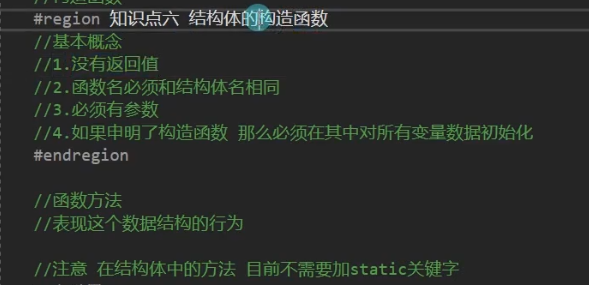 #region 知识点六 结构体的构造函数
//基本概念
//1.没有返回值
//2.函数名必须和结构体名相同
//3.必须有参数
//4.如果申明了构造函数 那么必须在其中对所有变量数据初始化
#endregion
//函数方法
//表现这个数据结构的行为
//注意 在结构体中的方法 目前不需要加static关键字